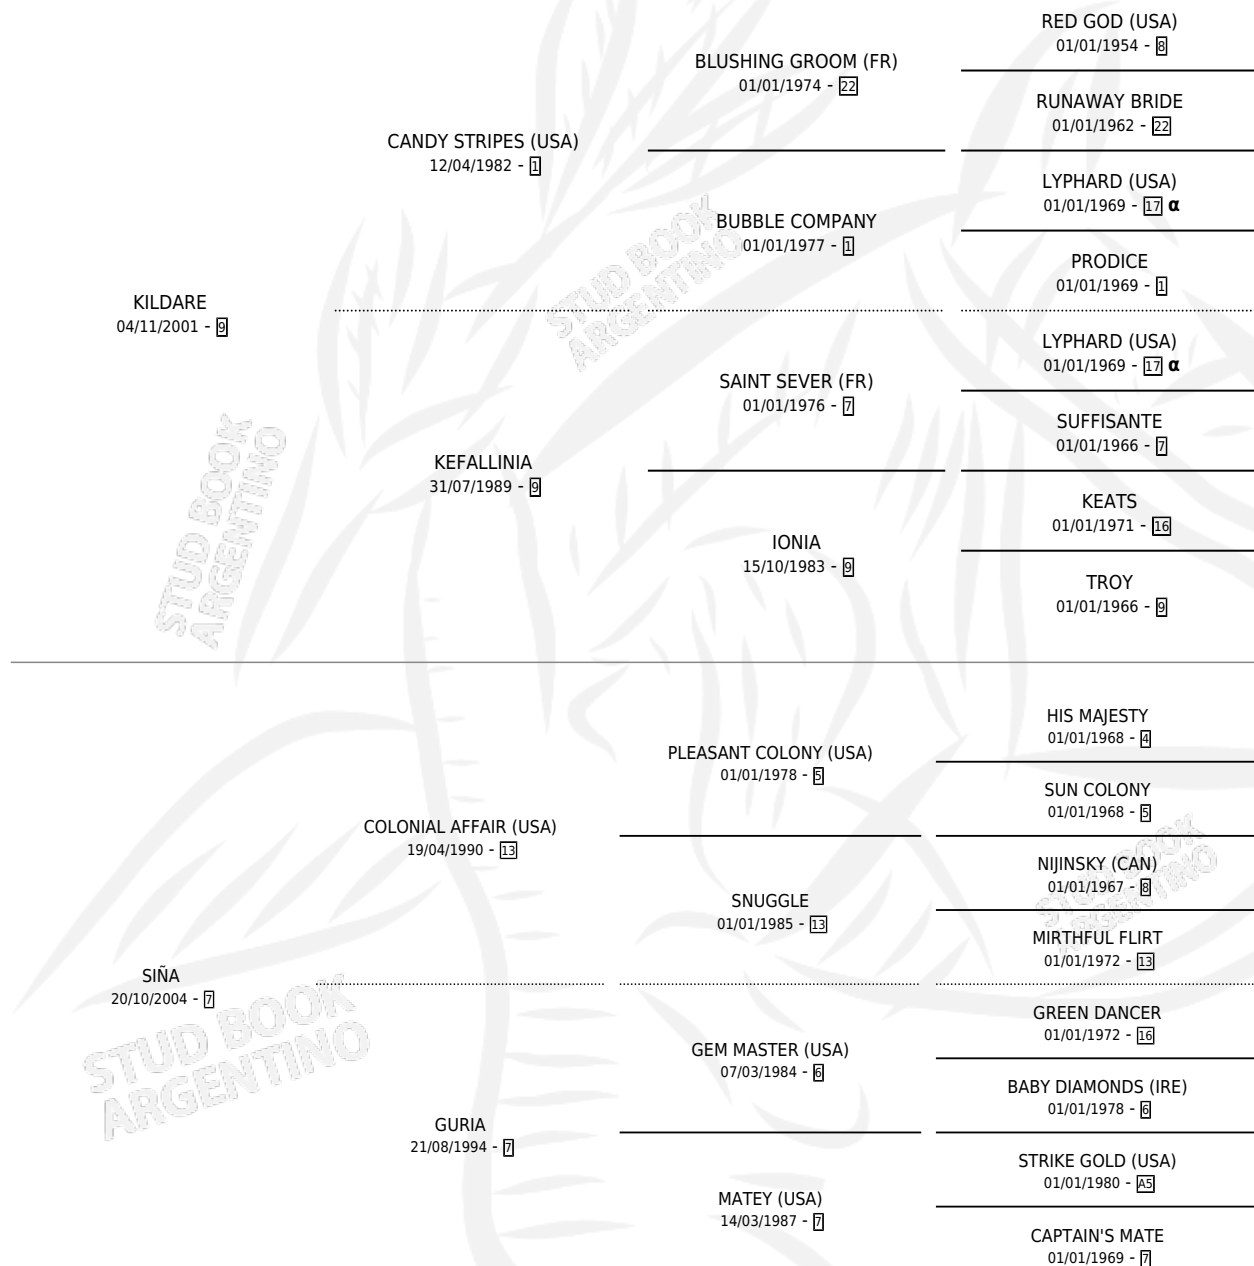 RED GOD (USA)
01/01/1954 - 8
BLUSHING GROOM (FR)
01/01/1974 - 22
RUNAWAY BRIDE
01/01/1962 - 22
CANDY STRIPES (USA)
12/04/1982 - 1
LYPHARD (USA)
01/01/1969 - 17 α
BUBBLE COMPANY
01/01/1977 - 1
PRODICE
01/01/1969 - 1
KILDARE
04/11/2001 - 9
LYPHARD (USA)
01/01/1969 - 17 α
SAINT SEVER (FR)
01/01/1976 - 7
SUFFISANTE
01/01/1966 - 7
KEFALLINIA
31/07/1989 - 9
KEATS
01/01/1971 - 16
IONIA
15/10/1983 - 9
TROY
01/01/1966 - 9
HIS MAJESTY
01/01/1968 - 4
PLEASANT COLONY (USA)
01/01/1978 - 5
SUN COLONY
01/01/1968 - 5
COLONIAL AFFAIR (USA)
19/04/1990 - 13
NIJINSKY (CAN)
01/01/1967 - 8
SNUGGLE
01/01/1985 - 13
MIRTHFUL FLIRT
01/01/1972 - 13
SIÑA
20/10/2004 - 7
GREEN DANCER
01/01/1972 - 16
GEM MASTER (USA)
07/03/1984 - 6
BABY DIAMONDS (IRE)
01/01/1978 - 6
GURIA
21/08/1994 - 7
STRIKE GOLD (USA)
01/01/1980 - A5
MATEY (USA)
14/03/1987 - 7
CAPTAIN'S MATE
01/01/1969 - 7
STUD BOOK
ARGENTINO
STUD BOOK
ARGENTINO
STUD BOOK
ARGENTINO
STUD BOOK
ARGENTINO